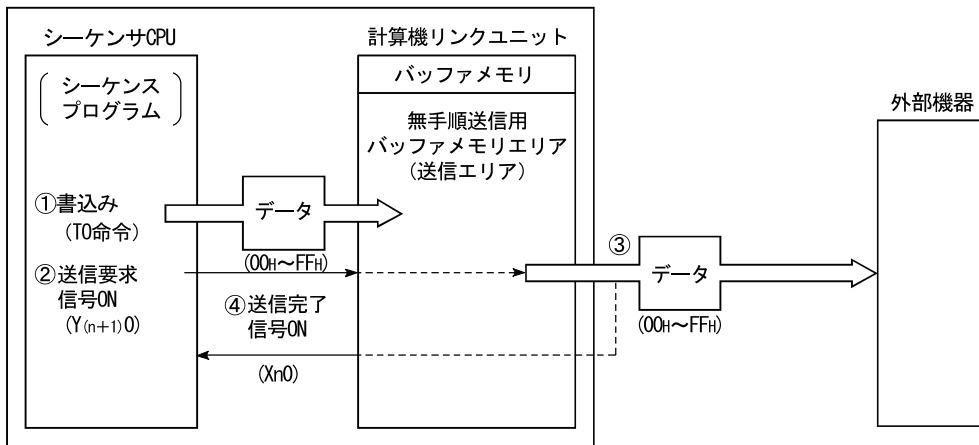 シーケンサCPU
シーケンス
プログラム
①書込み
(TO命令)
②送信要求
信号ON
(Y(n+1)0)
データ
(00H～FFH)
④送信完了
信号ON
(Xn0)
計算機リンクユニット
バッファメモリ
無手順送信用
バッファメモリエリア
(送信エリア)
③
データ
(00H～FFH)
外部機器